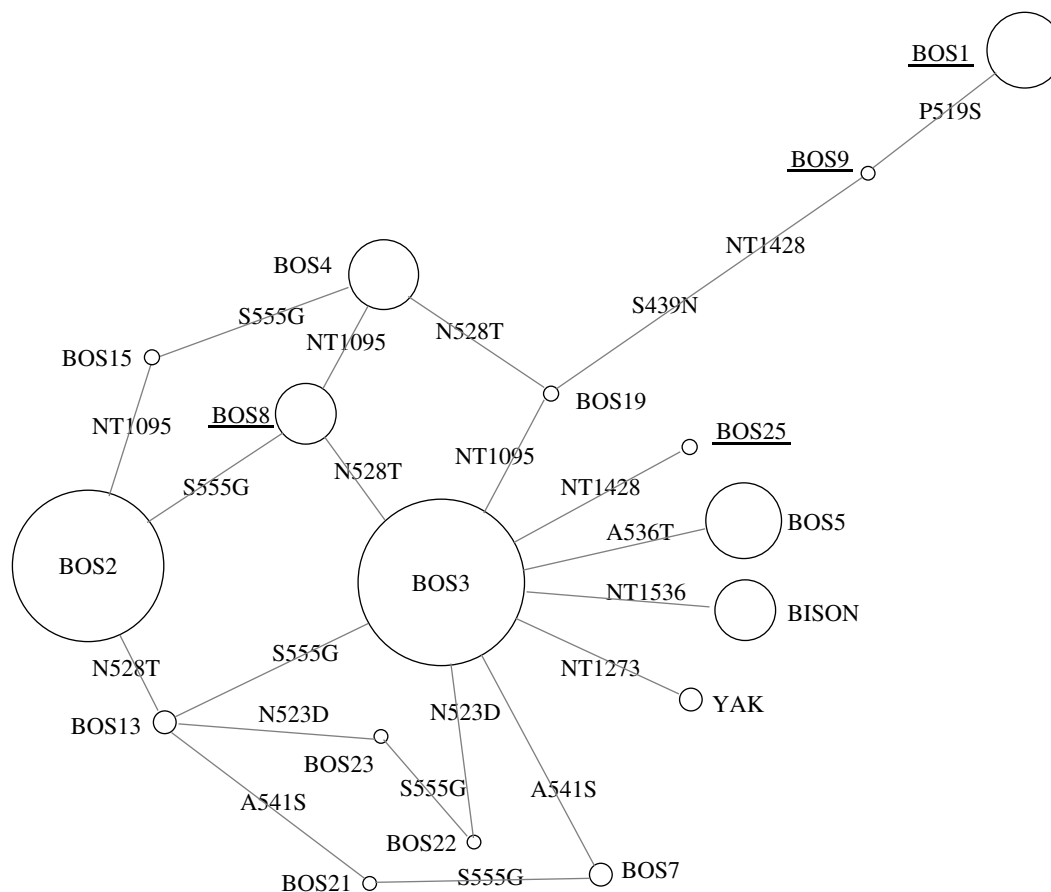 BOS1
P519S
BOS9
NT1428
BOS4
S439N
S555G
N528T
NT1095
BOS15
BOS19
BOS8
NT1095
BOS25
NT1095
N528T
S555G
NT1428
BOS5
A536T
BOS2
BOS3
NT1536
BISON
S555G
N528T
NT1273
YAK
N523D
N523D
BOS13
BOS23
S555G
A541S
A541S
BOS22
BOS7
BOS21
S555G